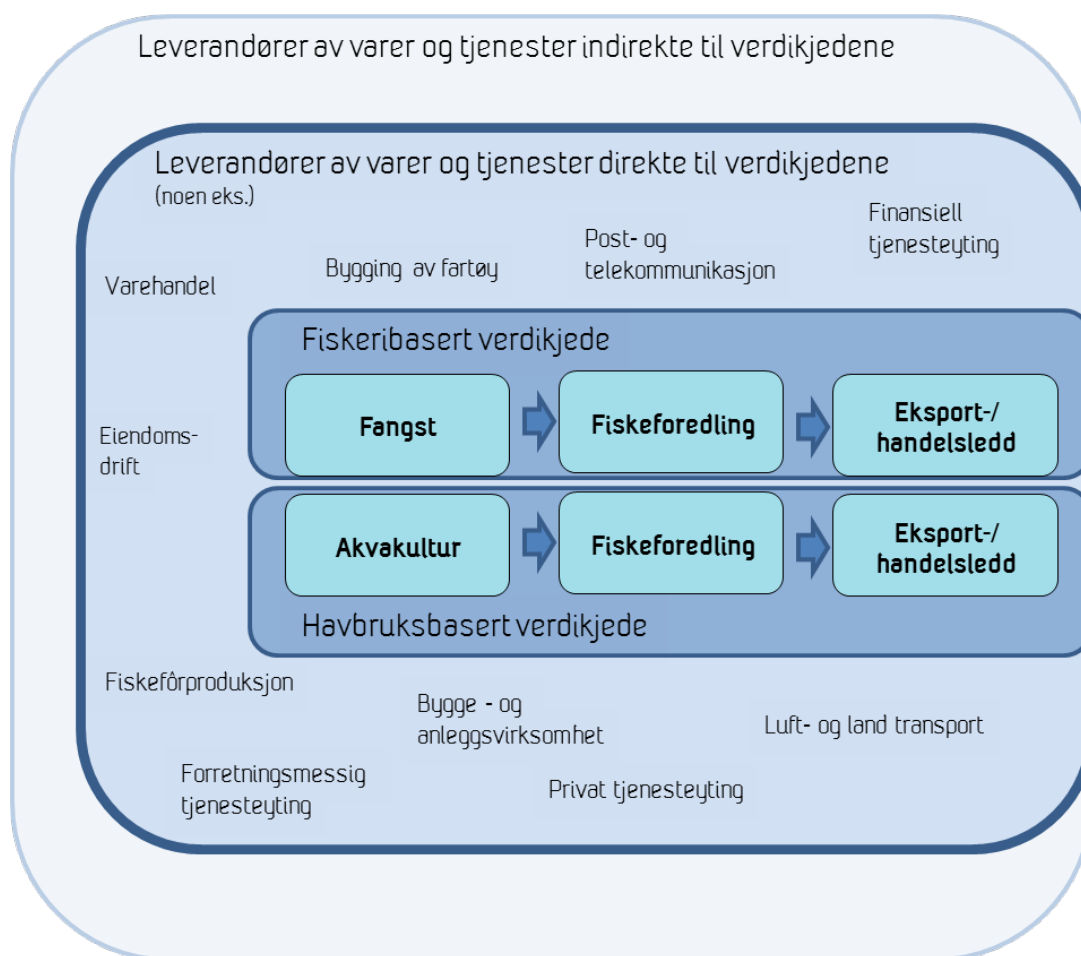 Leverandører av varer og tjenester indirekte til verdikjedene
Leverandører av varer og tjenester direkte til verdikjedene
(noen eks.)
Finansiell
tjenesteyting
Post- og
telekommunikasjon
Bygging av fartøy
Varehandel
Fiskeribasert verdikjede
Fangst
Fiskeforedling
Eksport-/
handelsledd
Eiendoms-
drift
Akvakultur
Fiskeforedling
Eksport-/
handelsledd
Havbruksbasert verdikjede
Fiskefôrproduksjon
Bygge - og
anleggsvirksomhet
Luft- og land transport
Forretningsmessig
tjenesteyting
Privat tjenesteyting